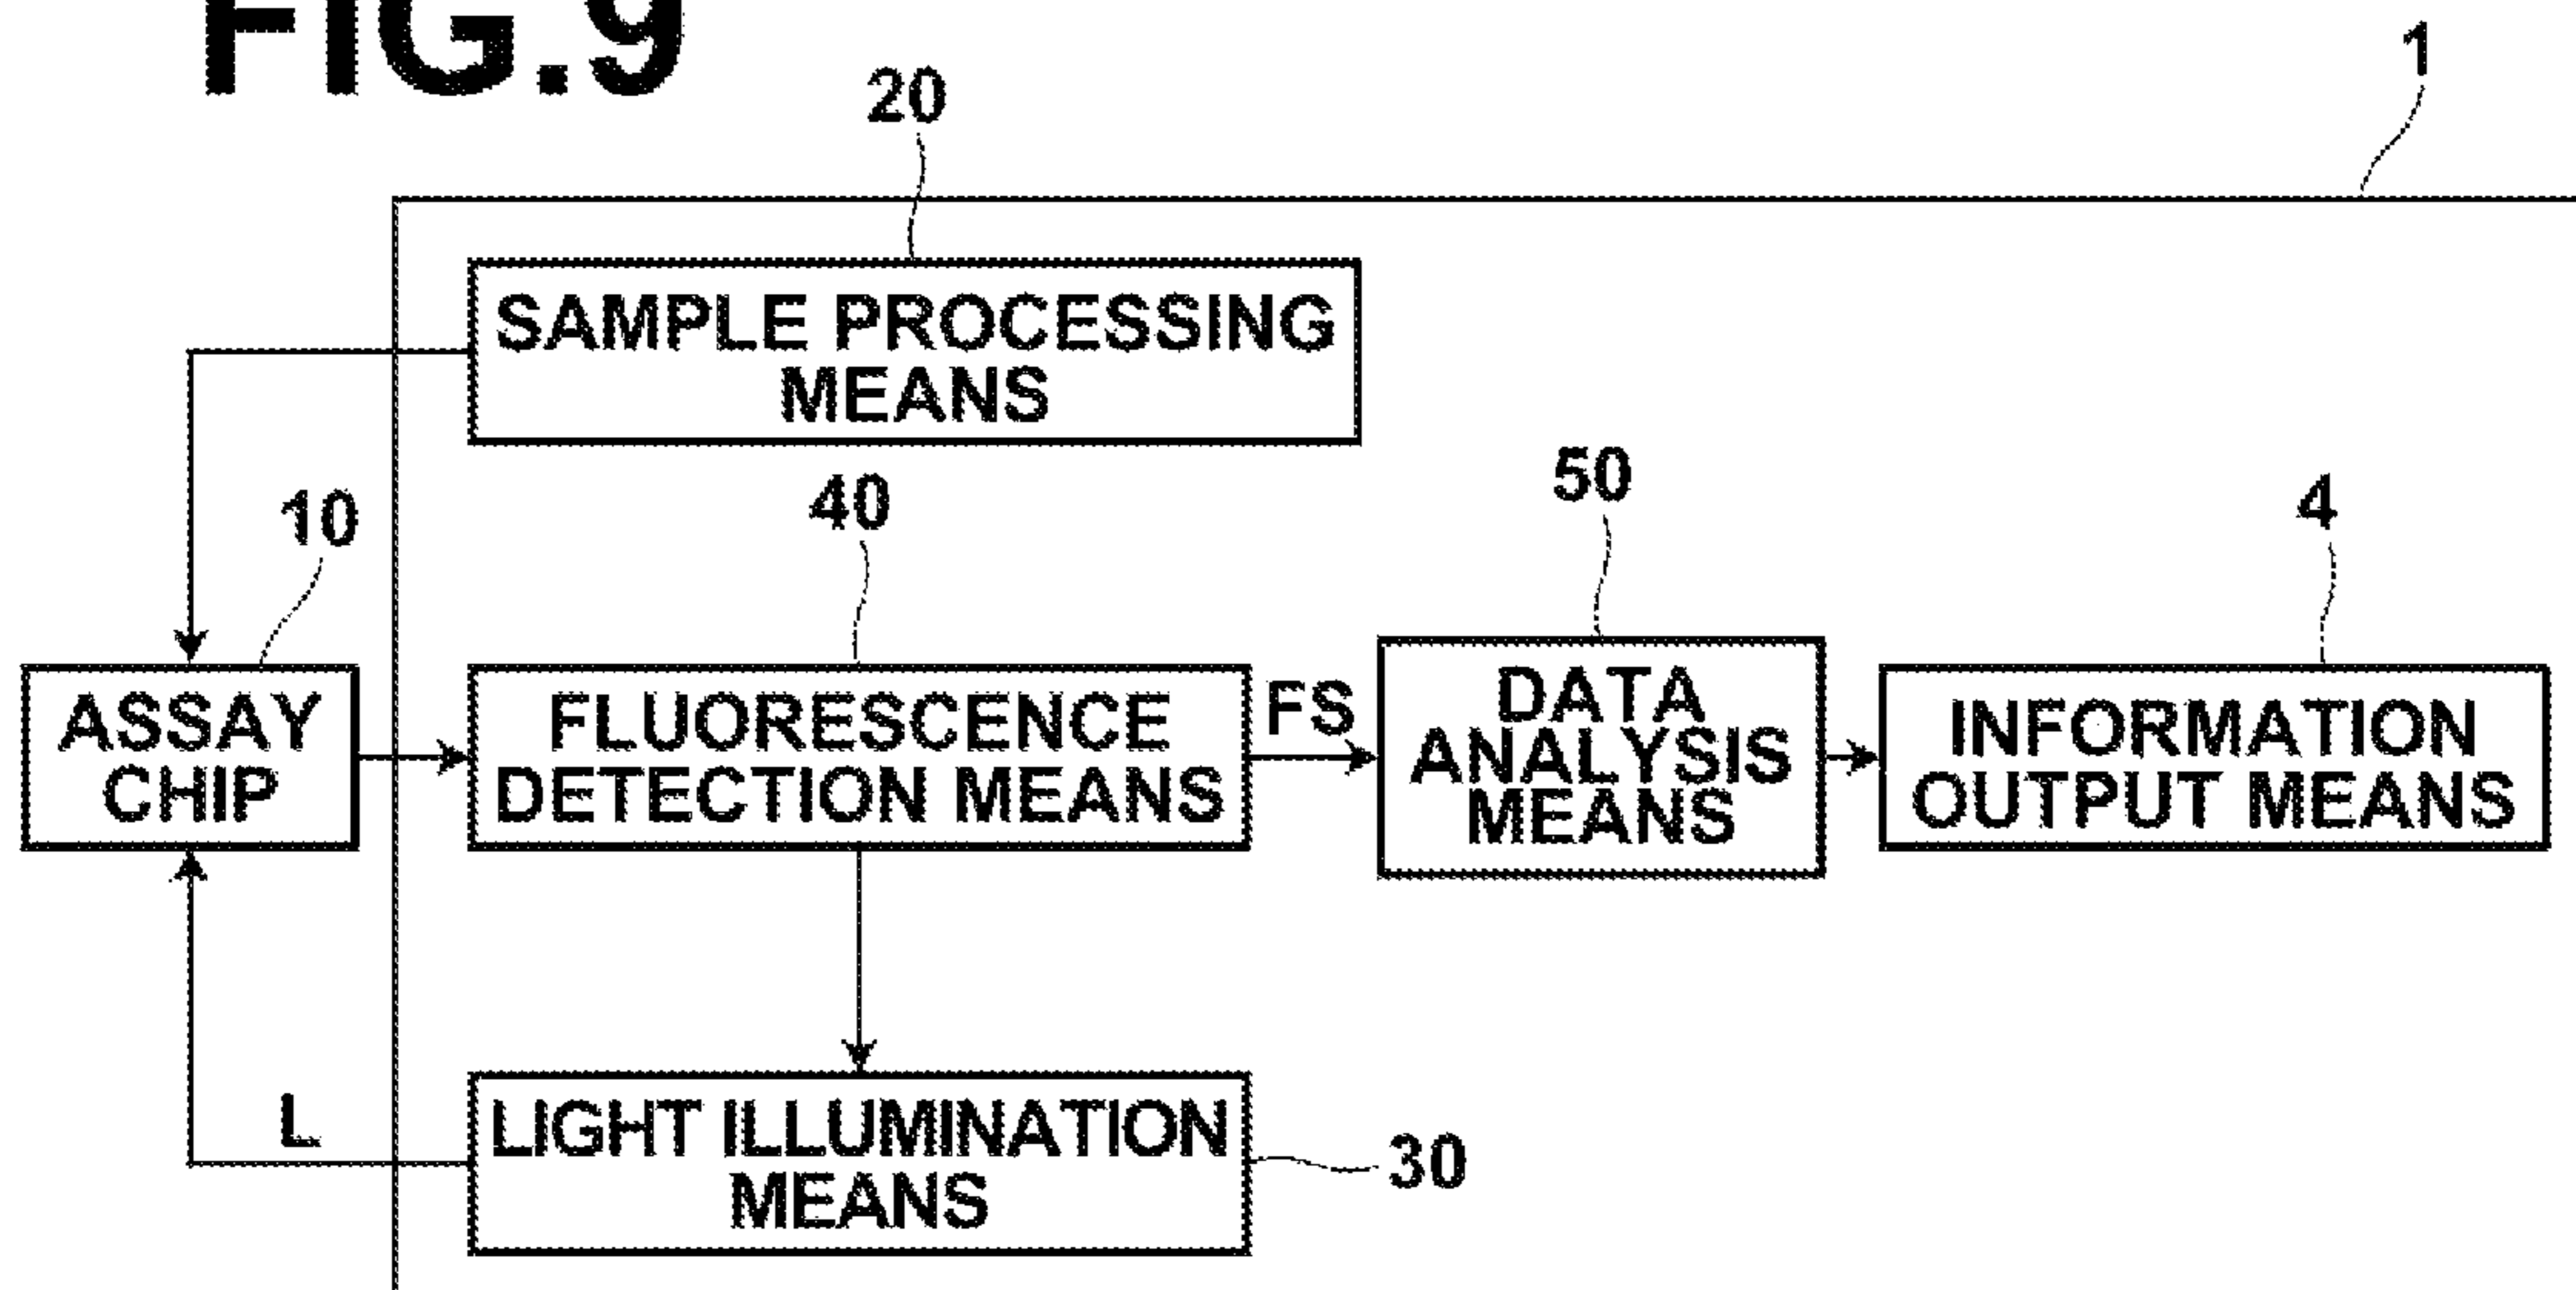 FIG.9
1
20
SAMPLE PROCESSING
MEANS
10
40
50
4
ASSAY
CHIP
FLUORESCENCE
DETECTION MEANS
FS
DATA
ANALYSIS
MEANS
INFORMATION
OUTPUT MEANS
L
LIGHT ILLUMINATION
MEANS
30